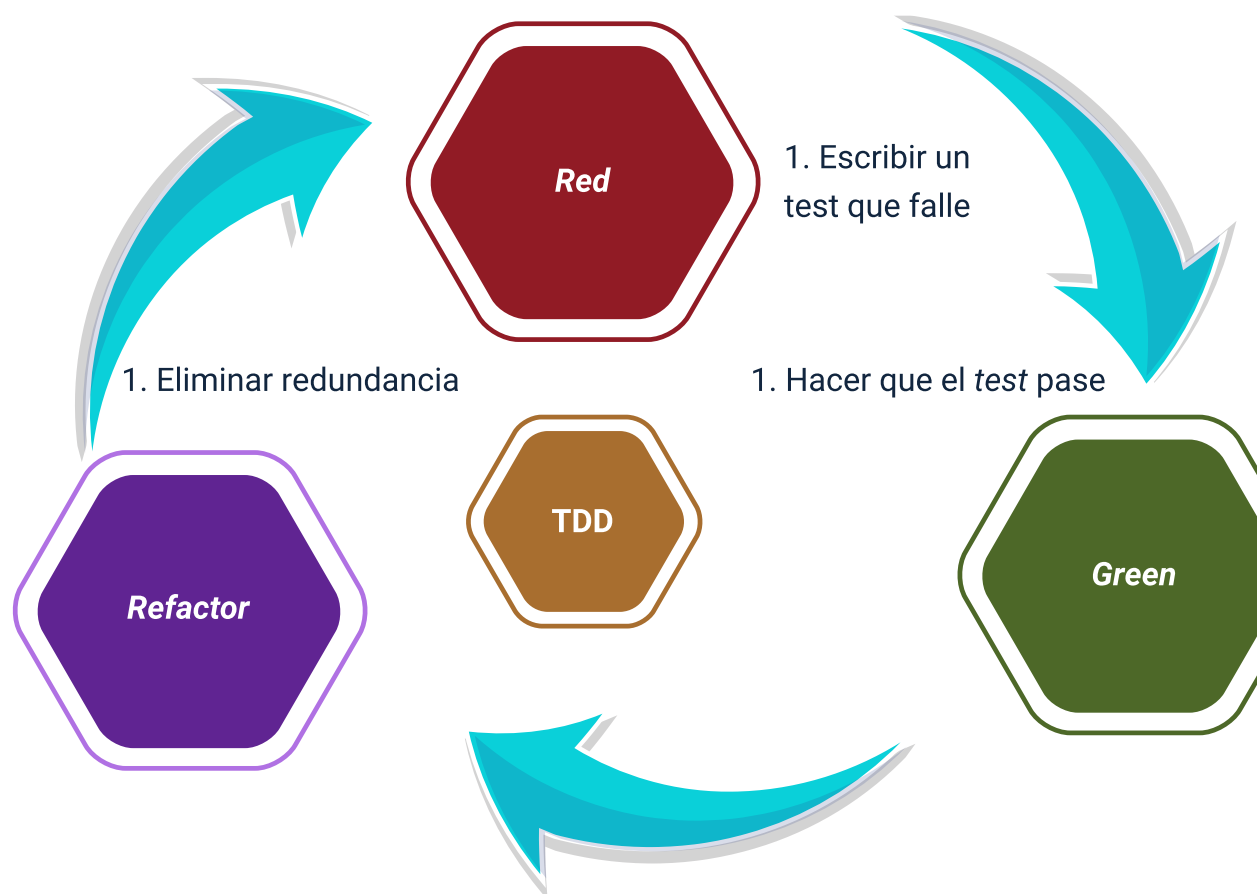 Red
1. Escribir un
test que falle
1. Eliminar redundancia
1. Hacer que el test pase
TDD
Green
Refactor